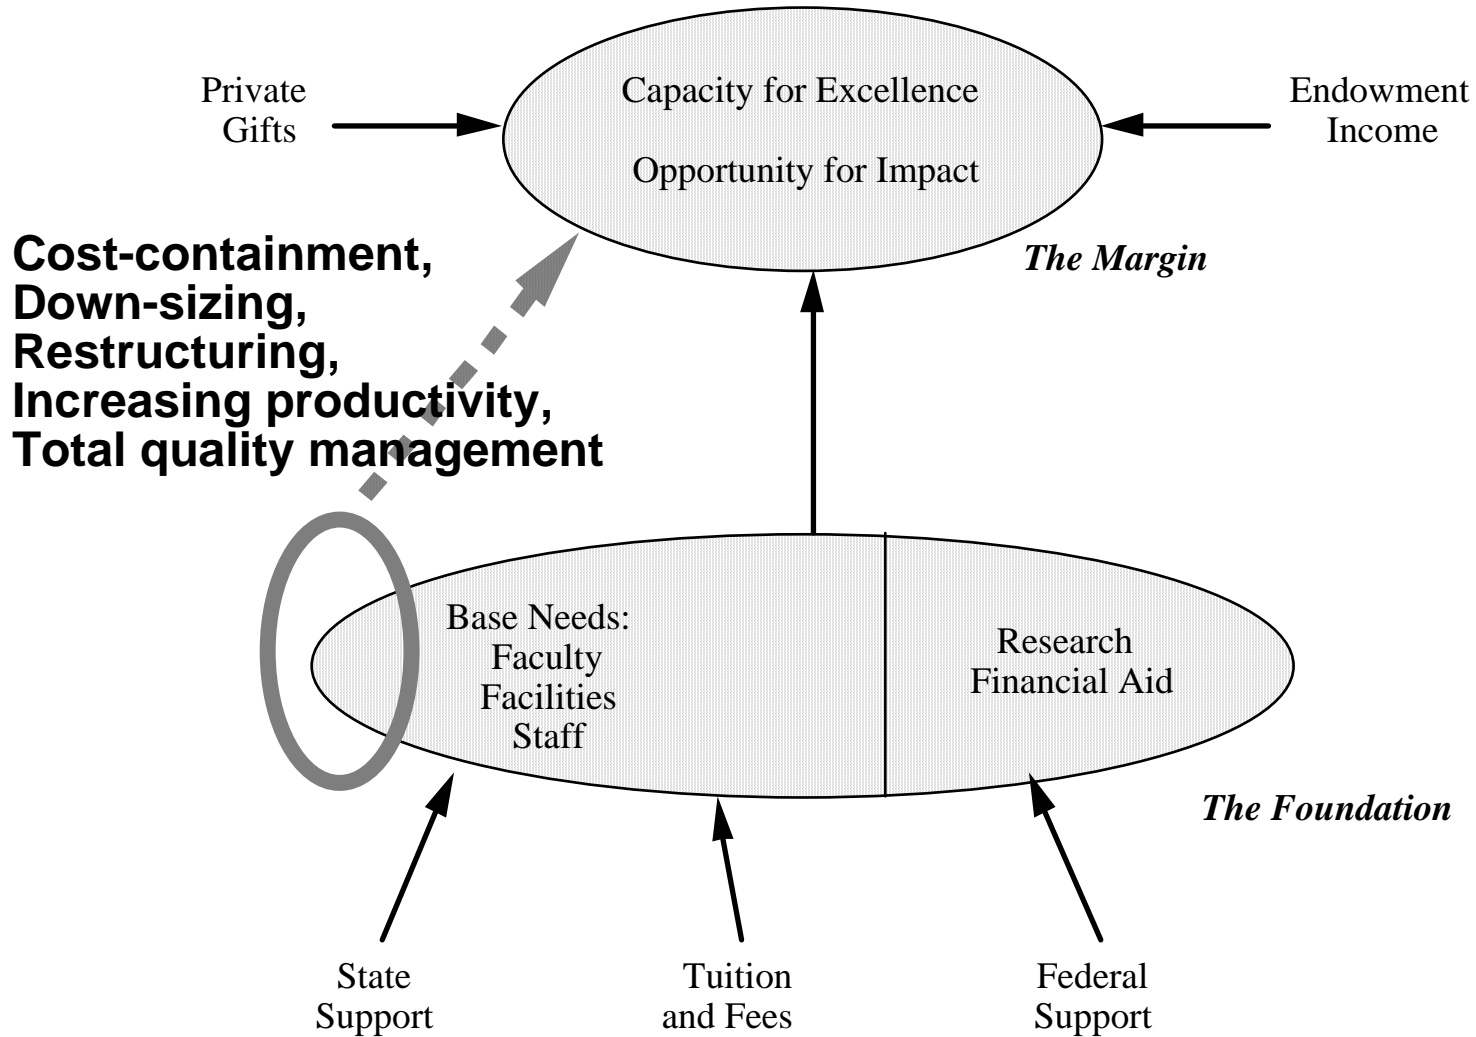 Private
Gifts
Capacity for Excellence
Opportunity for Impact
Endowment
Income
The Margin
Cost-containment,
Down-sizing,
Restructuring,
Increasing productivity,
Total quality management
Base Needs:
Faculty
Facilities
Staff
Research
Financial Aid
The Foundation
State
Support
Tuition
and Fees
Federal
Support